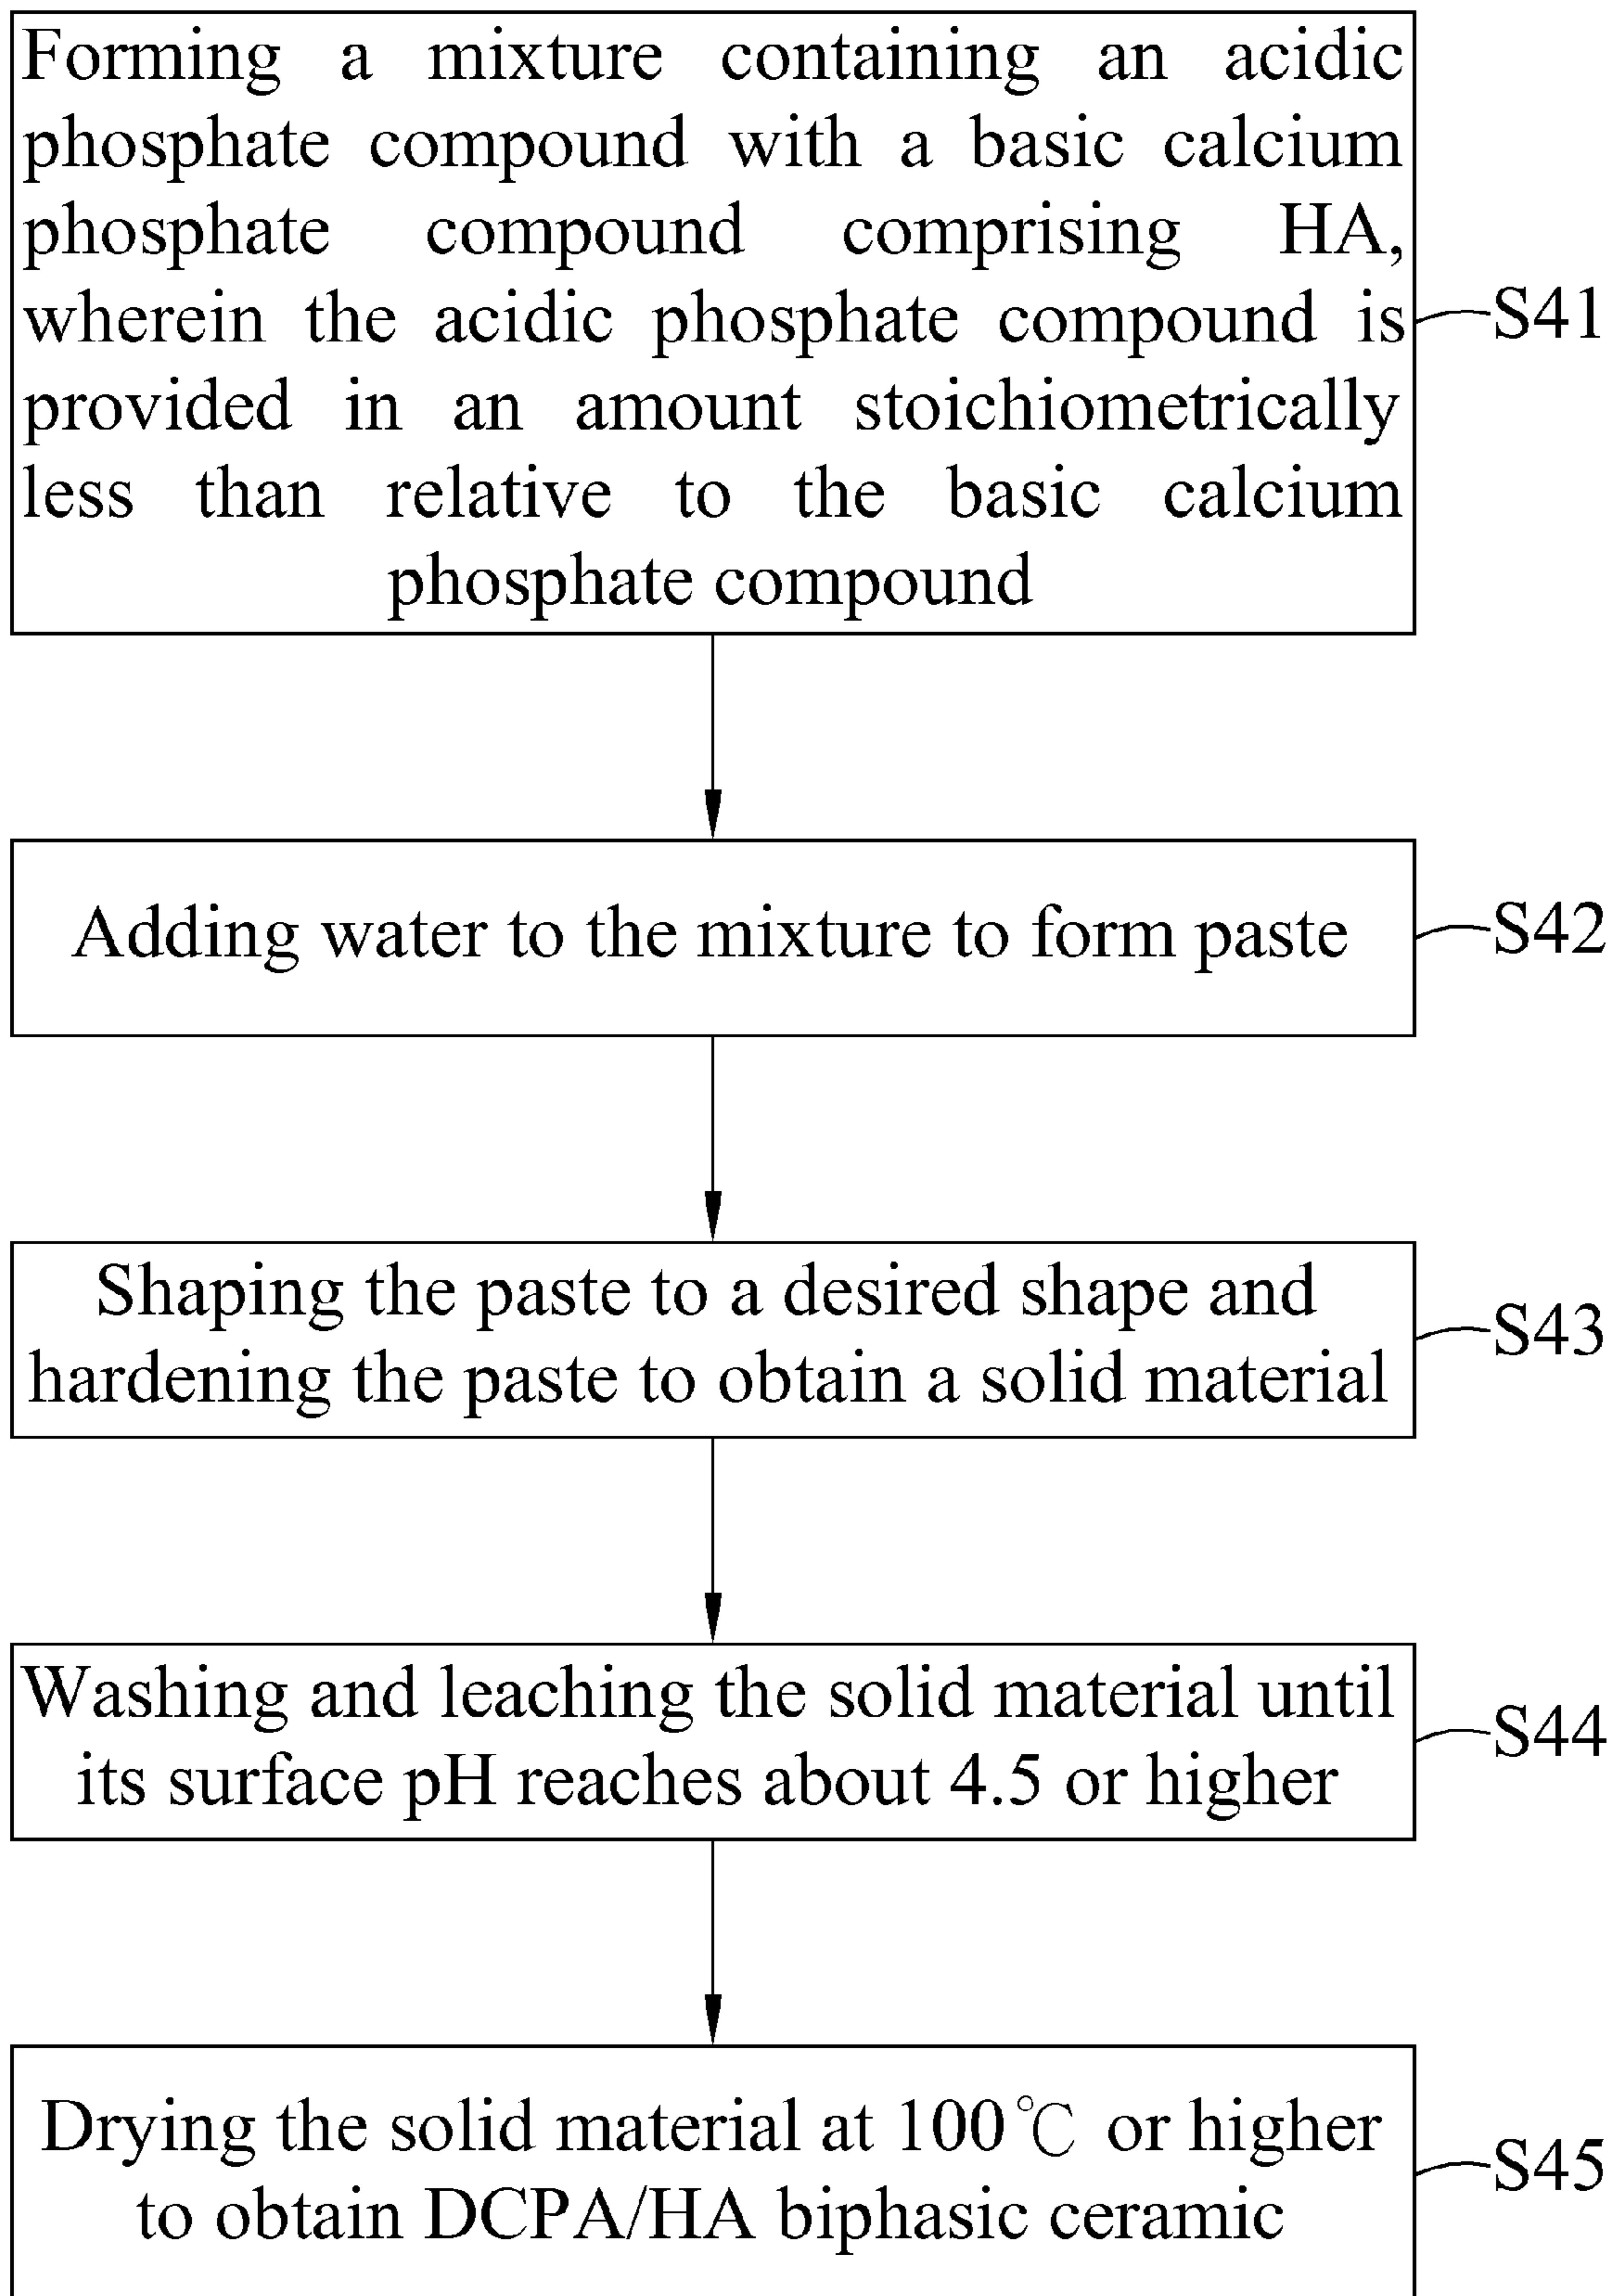 Forming a mixture containing an acidic
phosphate compound with a basic calcium
phosphate compound comprising HA,
wherein the acidic phosphate compound is
provided in an amount stoichiometrically
less than relative to the basic calcium
phosphate compound
S41
Adding water to the mixture to form paste
S42
Shaping the paste to a desired shape and
hardening the paste to obtain a solid material
S43
Washing and leaching the solid material until
its surface pH reaches about 4.5 or higher
S44
Drying the solid material at 100℃ or higher
to obtain DCPA/HA biphasic ceramic
S45